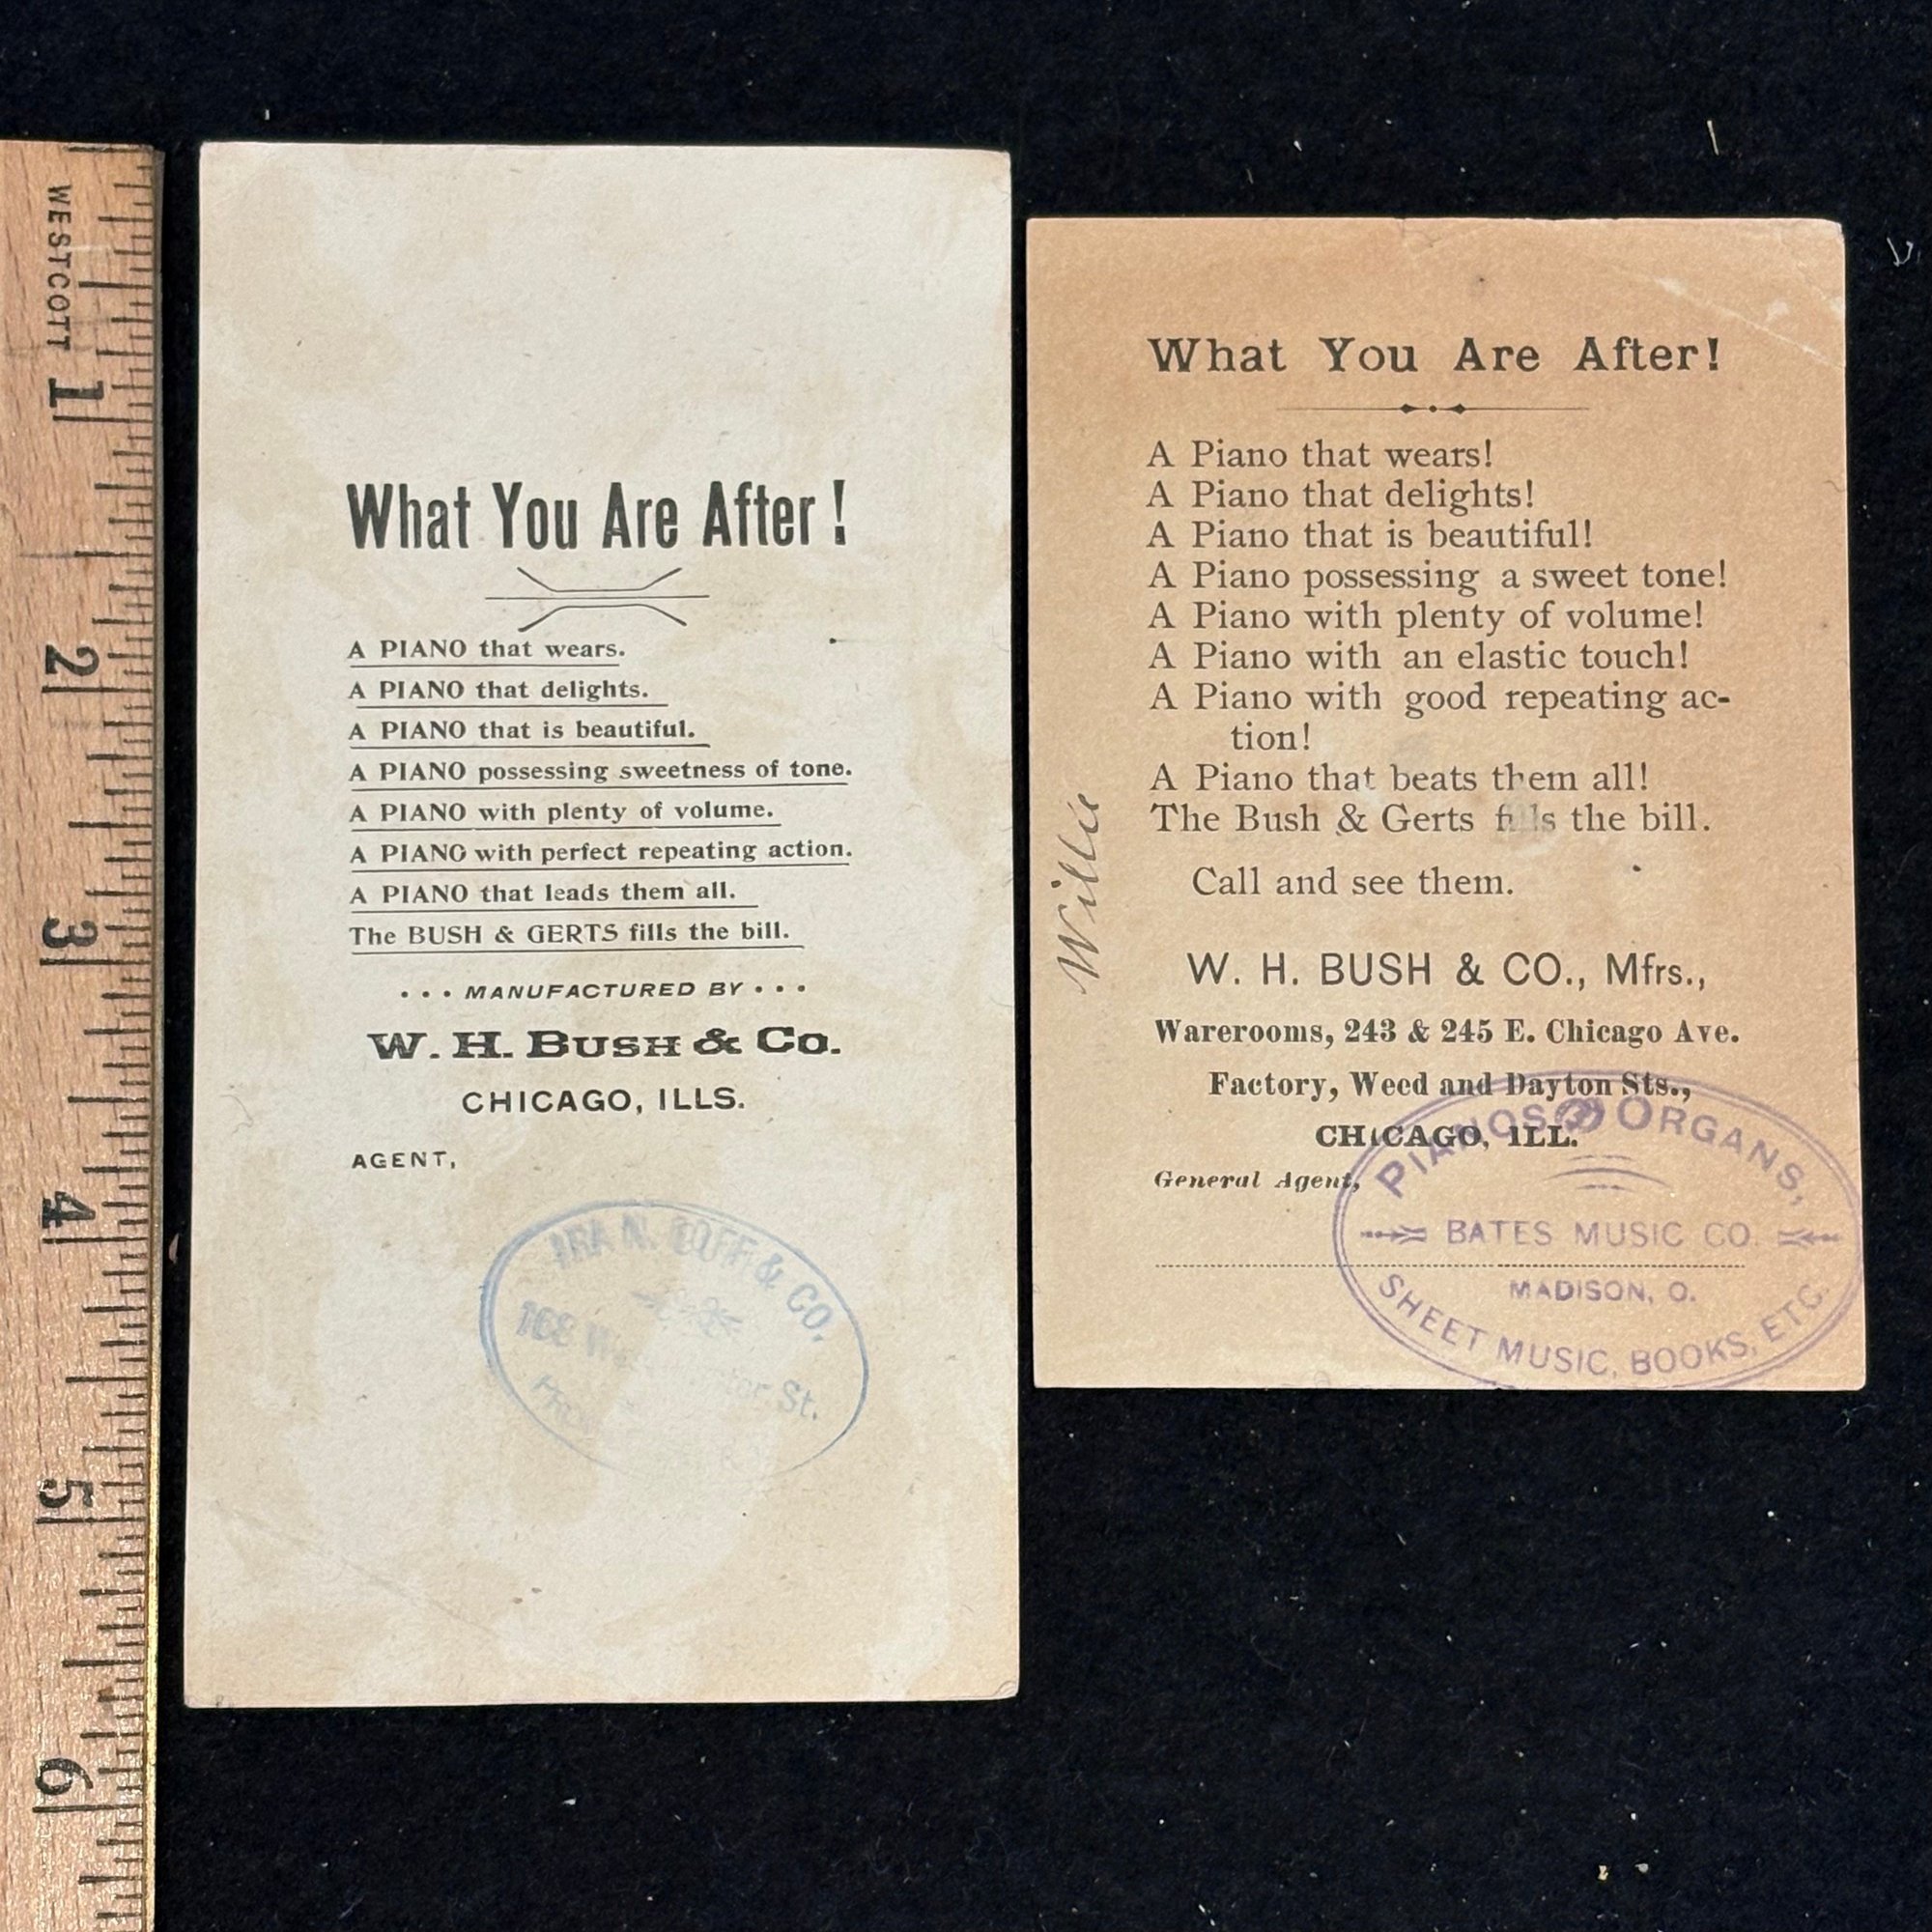 WESTCOTT
1
2
3
4
5
6
What You Are After!
A PIANO that wears.
A PIANO that delights.
A PIANO that is beautiful.
A PIANO possessing sweetness of tone.
A PIANO with plenty of volume.
A PIANO with perfect repeating action.
A PIANO that leads them all.
The BUSH & GERTS fills the bill.
... MANUFACTURED BY ...
W. H. BUSH & CO.
CHICAGO, ILLS.
AGENT,
IRA N. GOFF & CO.
St.
What You Are After!
A Piano that wears!
A Piano that delights!
A Piano that is beautiful!
A Piano possessing a sweet tone!
A Piano with plenty of volume!
A Piano with an elastic touch!
A Piano with good repeating ac-
tion!
A Piano that beats them all!
The Bush & Gerts fills the bill.
Call and see them.
Willie
W. H. BUSH & CO., Mfrs.,
Warerooms, 243 & 245 E. Chicago Ave.
Factory, Weed and Dayton Sts.,
CHICAGO, ILL.
General Agent,
PIANOS & ORGANS,
BATES MUSIC CO.
MADISON, O.
SHEET MUSIC, BOOKS, ETC.